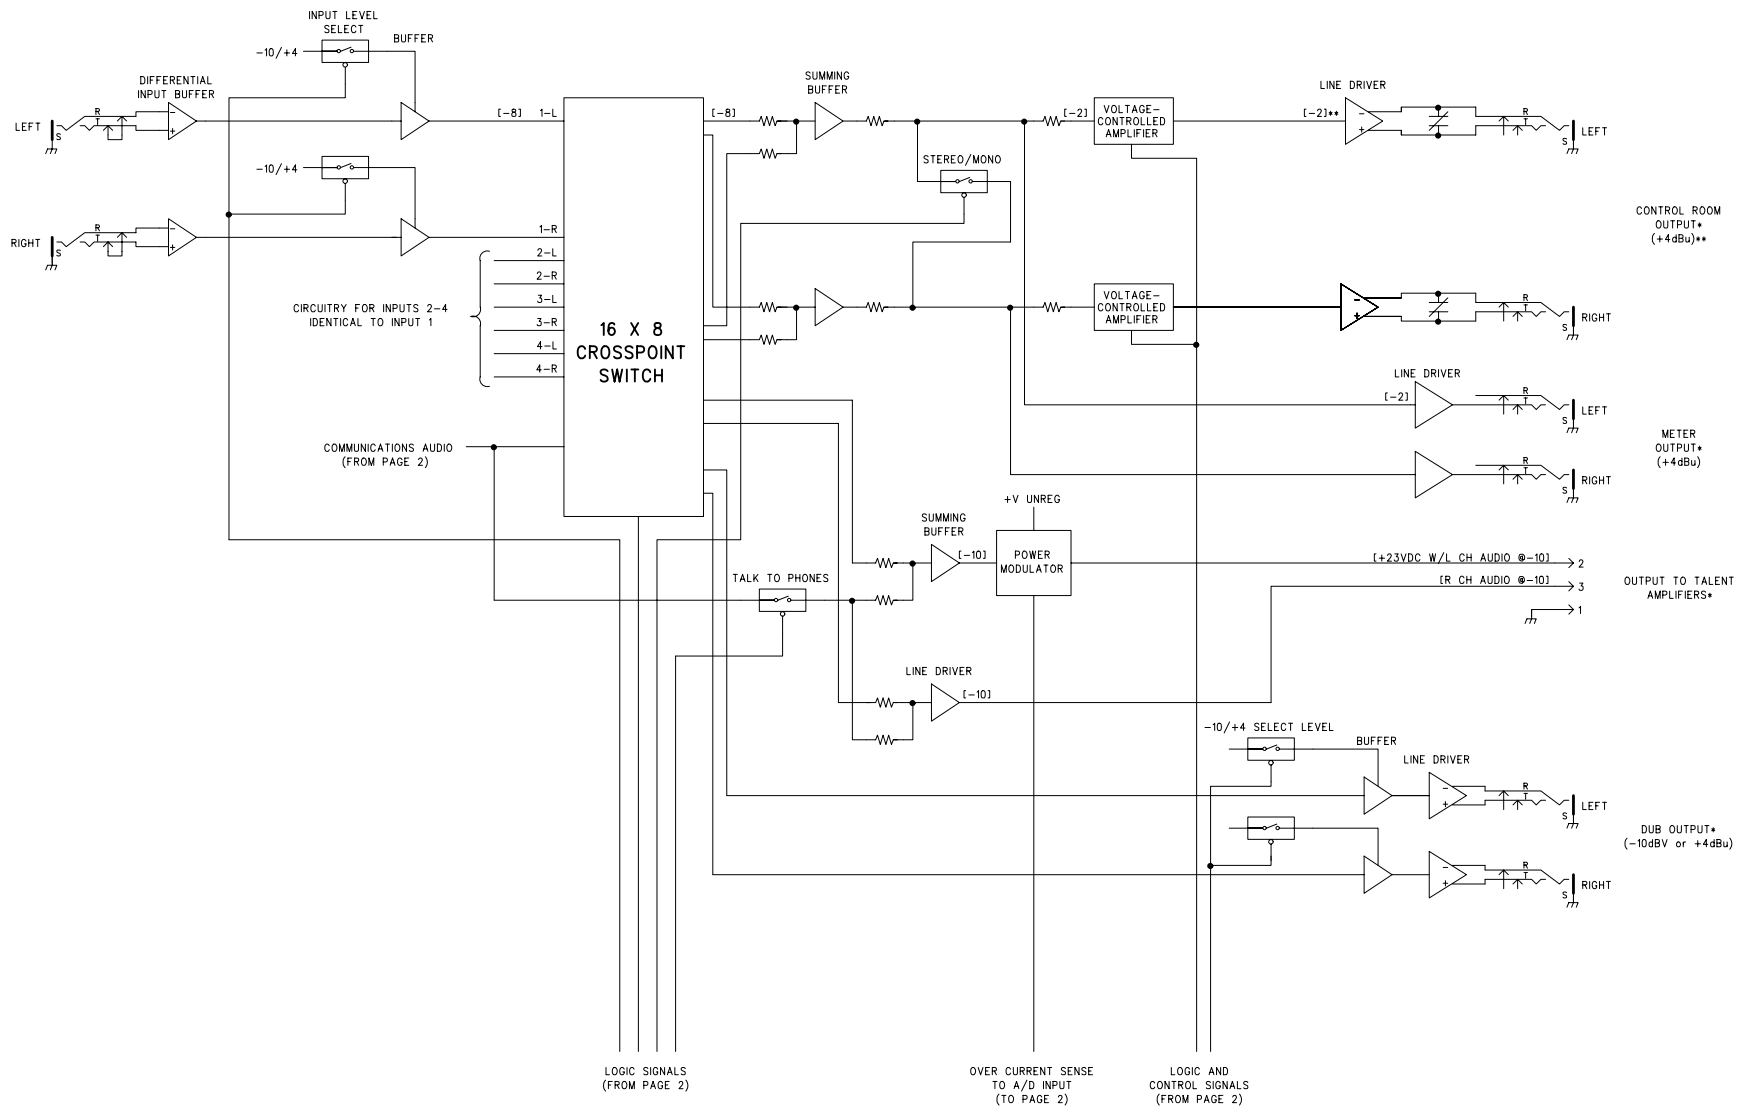 INPUT LEVEL
SELECT
-10/+4
BUFFER
DIFFERENTIAL
INPUT BUFFER
LEFT
R
T
S
-
+
[-8]
1-L
-10/+4
RIGHT
R
T
S
-
+
1-R
2-L
2-R
3-L
3-R
4-L
4-R
CIRCUITRY FOR INPUTS 2-4
IDENTICAL TO INPUT 1
COMMUNICATIONS AUDIO
(FROM PAGE 2)
16 X 8
CROSSPOINT
SWITCH
[-8]
SUMMING
BUFFER
STEREO/MONO
[-2]
VOLTAGE-
CONTROLLED
AMPLIFIER
[-2]**
LINE DRIVER
-
+
R
T
S
LEFT
CONTROL ROOM
OUTPUT*
(+4dBu)**
VOLTAGE-
CONTROLLED
AMPLIFIER
-
+
R
T
S
RIGHT
LINE DRIVER
[-2]
R
T
S
LEFT
METER
OUTPUT*
(+4dBu)
R
T
S
RIGHT
+V UNREG
SUMMING
BUFFER
[-10]
POWER
MODULATOR
[+23VDC W/L CH AUDIO @-10]
2
[R CH AUDIO @-10]
3
1
OUTPUT TO TALENT
AMPLIFIERS*
TALK TO PHONES
LINE DRIVER
[-10]
-10/+4 SELECT LEVEL
BUFFER
LINE DRIVER
-
+
R
T
S
LEFT
DUB OUTPUT*
(-10dBV or +4dBu)
-
+
R
T
S
RIGHT
LOGIC SIGNALS
(FROM PAGE 2)
OVER CURRENT SENSE
TO A/D INPUT
(TO PAGE 2)
LOGIC AND
CONTROL SIGNALS
(FROM PAGE 2)